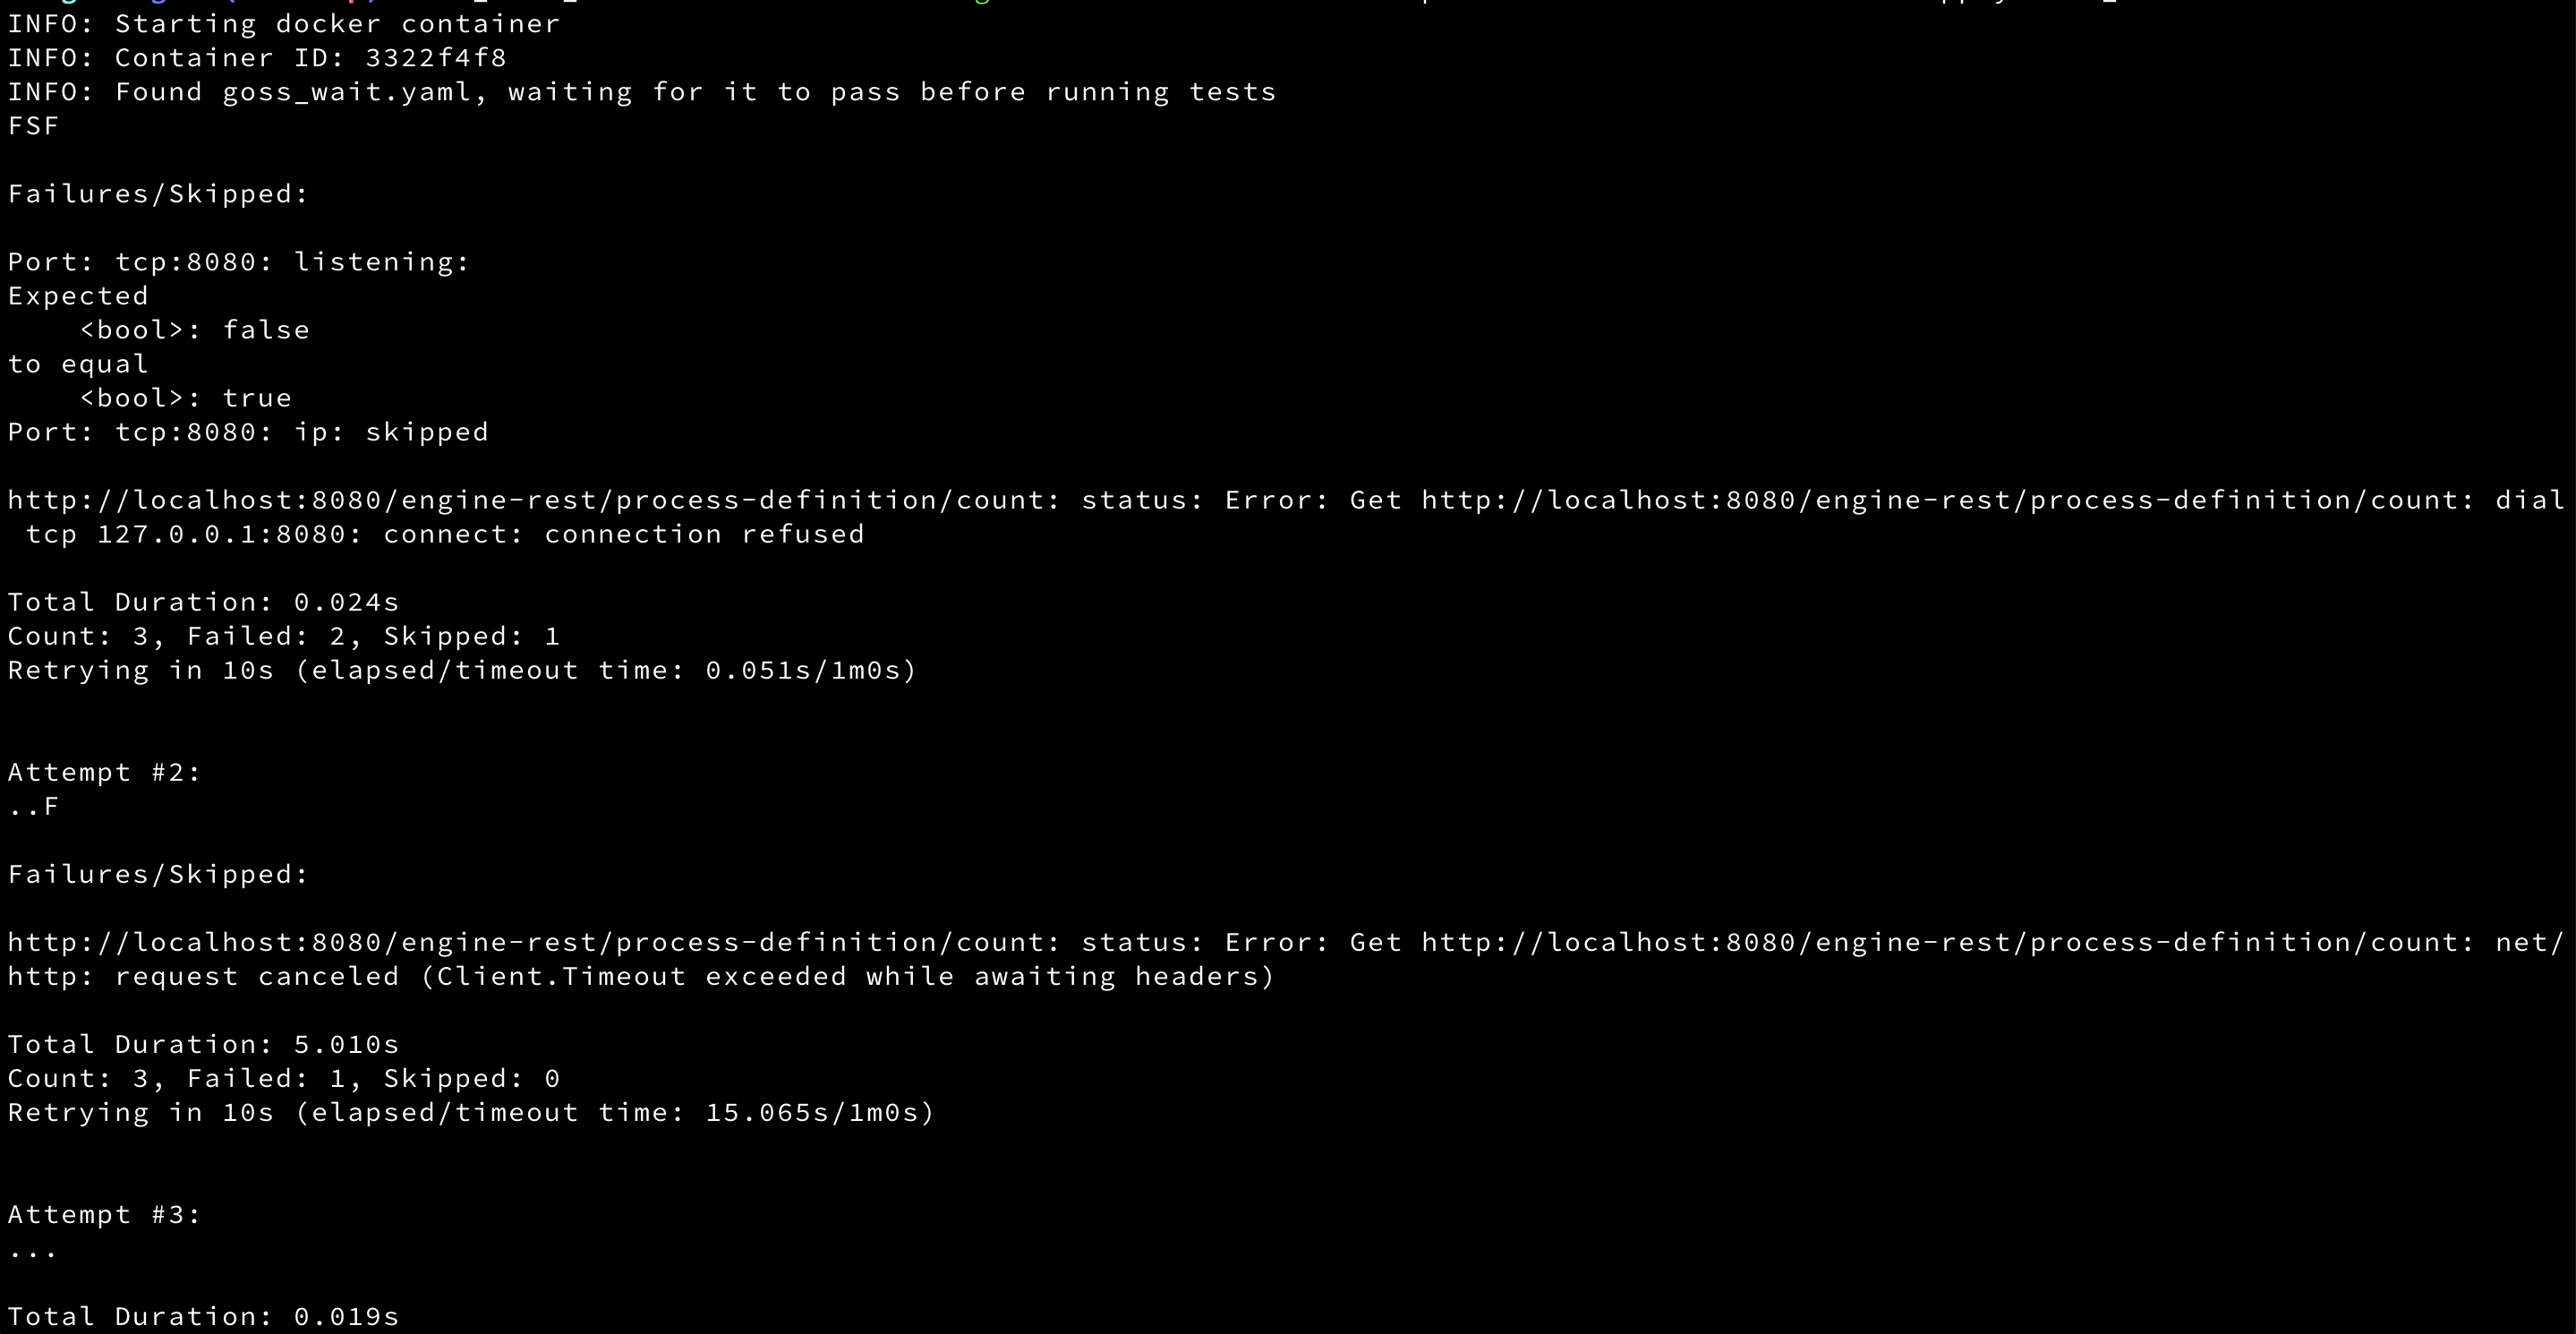 INFO: Starting docker container
INFO: Container ID: 3322f4f8
INFO: Found goss_wait.yaml, waiting for it to pass before running tests
FSF
Failures/Skipped:
Port: tcp:8080: listening:
Expected
    <bool>: false
to equal
    <bool>: true
Port: tcp:8080: ip: skipped
http://localhost:8080/engine-rest/process-definition/count: status: Error: Get http://localhost:8080/engine-rest/process-definition/count: dial
 tcp 127.0.0.1:8080: connect: connection refused
Total Duration: 0.024s
Count: 3, Failed: 2, Skipped: 1
Retrying in 10s (elapsed/timeout time: 0.051s/1m0s)
Attempt #2:
..F
Failures/Skipped:
http://localhost:8080/engine-rest/process-definition/count: status: Error: Get http://localhost:8080/engine-rest/process-definition/count: net/
http: request canceled (Client.Timeout exceeded while awaiting headers)
Total Duration: 5.010s
Count: 3, Failed: 1, Skipped: 0
Retrying in 10s (elapsed/timeout time: 15.065s/1m0s)
Attempt #3:
...
Total Duration: 0.019s